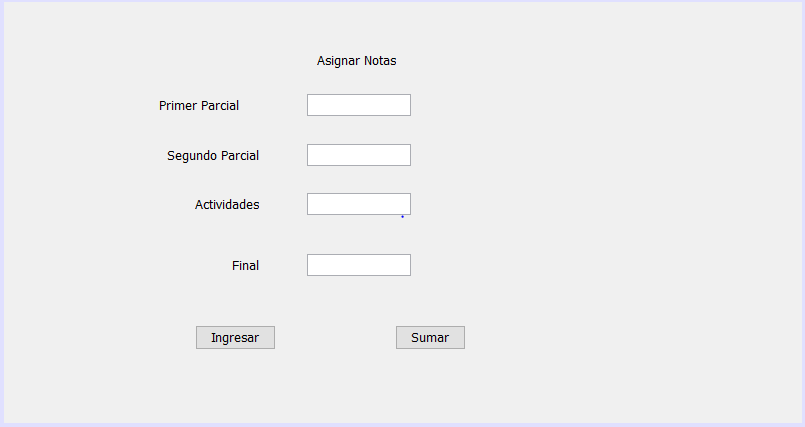 Asignar Notas
Primer Parcial
Segundo Parcial
Actividades
Final
Ingresar
Sumar